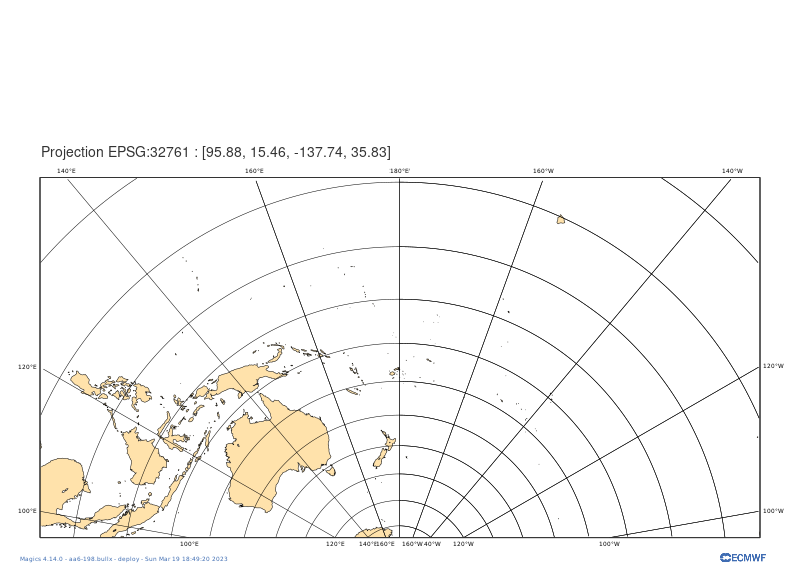 Projection EPSG:32761 : [95.88, 15.46, -137.74, 35.83]
140°E 160°E 180°E 160°W 140°W
120°E 120°W
100°E 100°W
120°E 140°E 160°E 160°W 140°W 120°W
100°E 100°W
Magics 4.14.0 - aa6-198.bullx - deploy - Sun Mar 19 18:49:20 2023
ECMWF